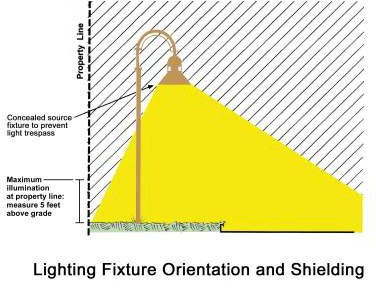 Property Line
Concealed source
fixture to prevent
light trespass
Maximum
illumination
at property line:
measure 5 feet
above grade
Lighting Fixture Orientation and Shielding